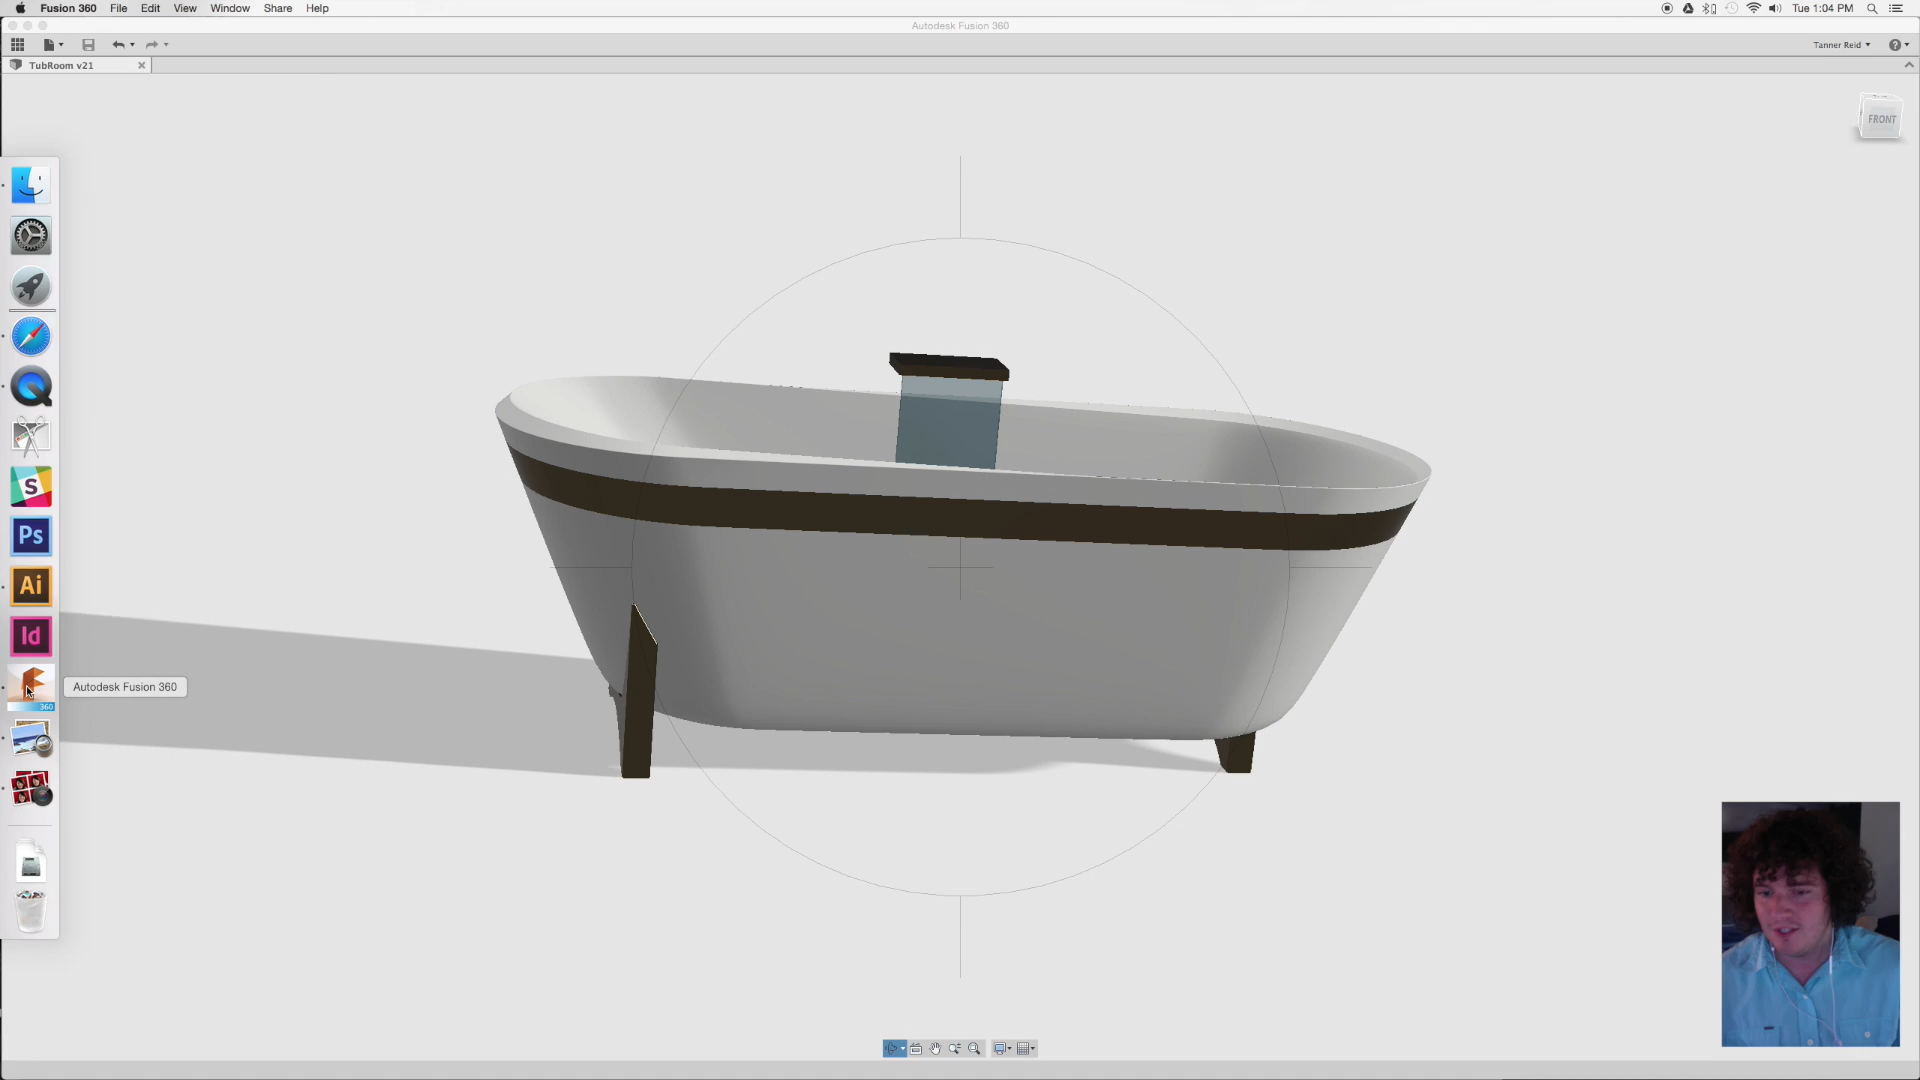 Fusion 360 File Edit View Window Share Help Tue 1:04 PM
Autodesk Fusion 360
Tanner Reid
TubRoom v21
FRONT
S
Ps
Ai
Id
360
Autodesk Fusion 360